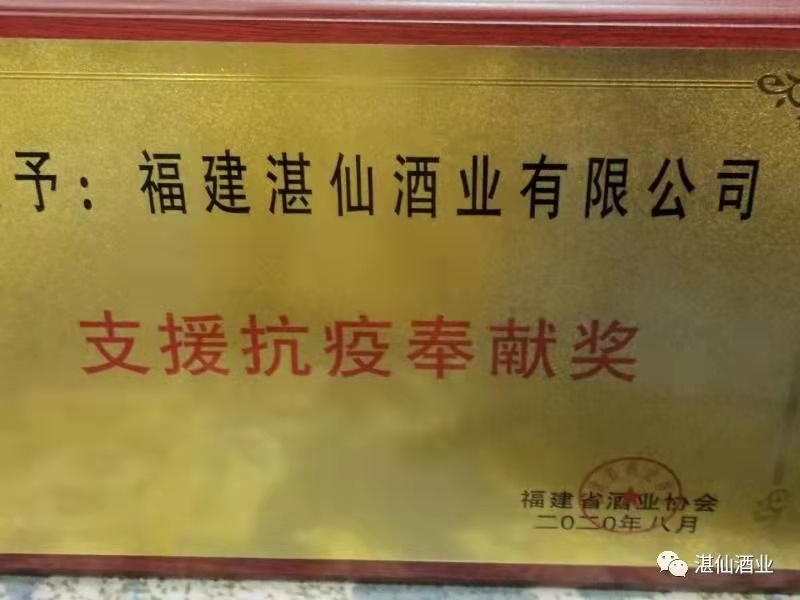 予：福建湛仙酒业有限公司
支援抗疫奉献奖
福建省酒业协会
二〇二〇年八月
湛仙酒业